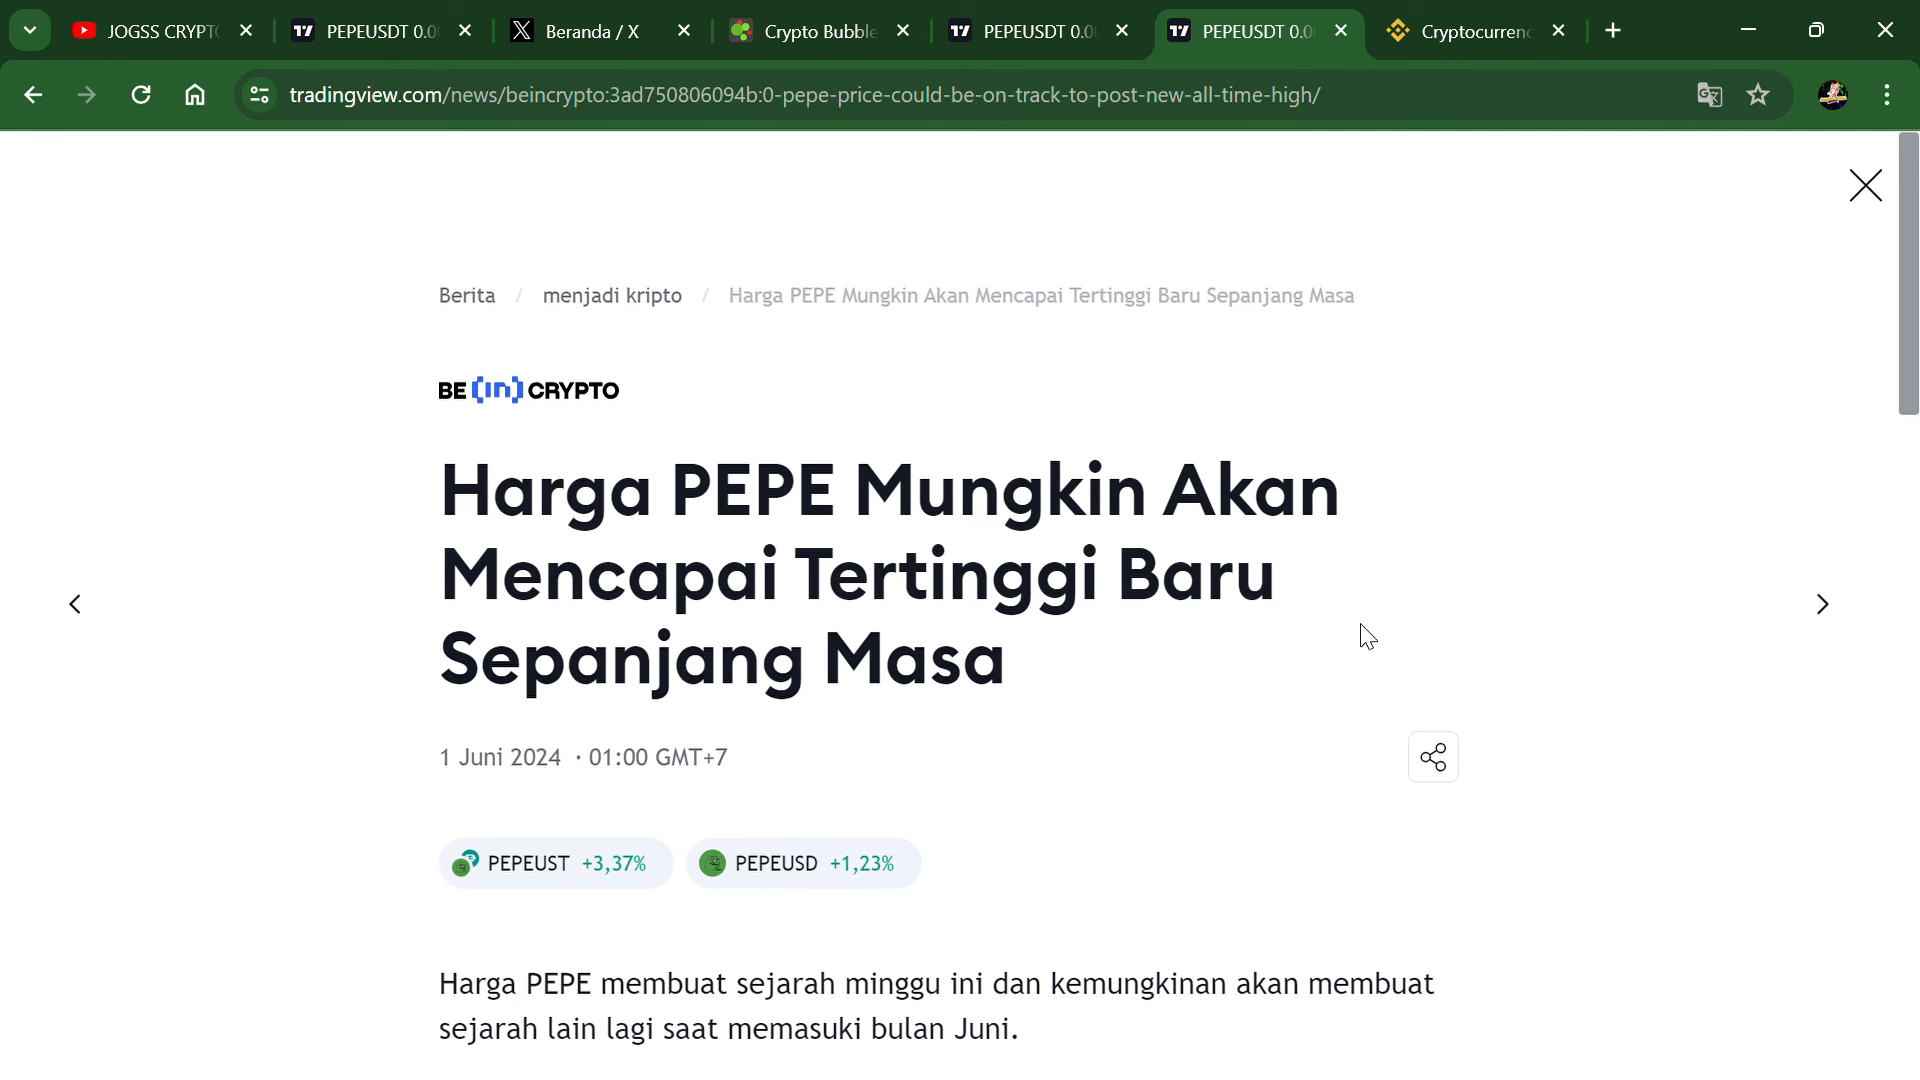 JOGSS CRYPTO
PEPEUSDT 0.0
Beranda / X
Crypto Bubble
PEPEUSDT 0.0
PEPEUSDT 0.0
Cryptocurren
tradingview.com/news/beincrypto:3ad750806094b:0-pepe-price-could-be-on-track-to-post-new-all-time-high/
Berita / menjadi kripto / Harga PEPE Mungkin Akan Mencapai Tertinggi Baru Sepanjang Masa
BE [in] CRYPTO
Harga PEPE Mungkin Akan
Mencapai Tertinggi Baru
Sepanjang Masa
1 Juni 2024 · 01:00 GMT+7
PEPEUST +3,37% PEPEUSD +1,23%
Harga PEPE membuat sejarah minggu ini dan kemungkinan akan membuat
sejarah lain lagi saat memasuki bulan Juni.